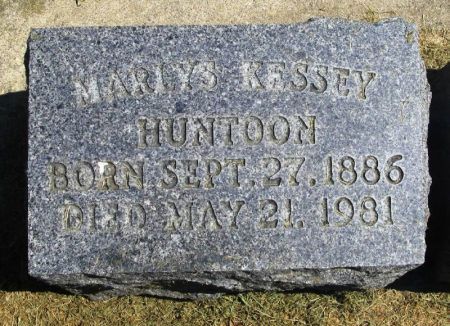 MARLYS KESSEY
HUNTOON
BORN SEPT. 27. 1886
DIED MAY 21. 1981